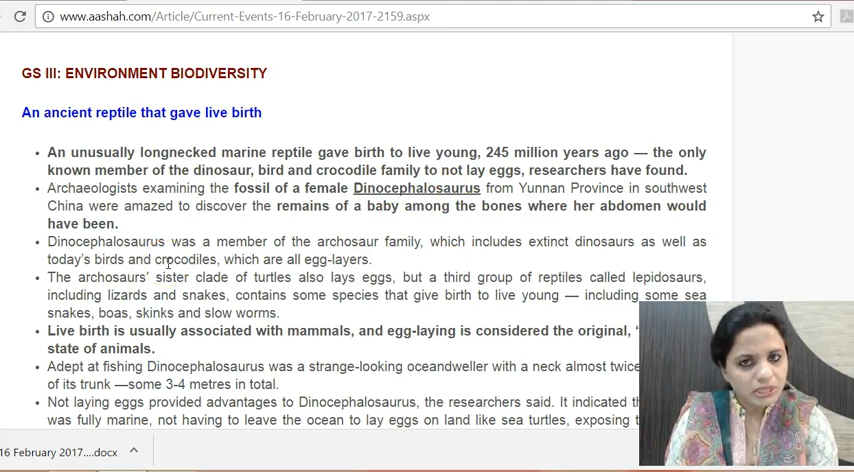 www.aashah.com/Article/Current-Events-16-February-2017-2159.aspx
GS III: ENVIRONMENT BIODIVERSITY
An ancient reptile that gave live birth
• An unusually longnecked marine reptile gave birth to live young, 245 million years ago — the only
known member of the dinosaur, bird and crocodile family to not lay eggs, researchers have found.
• Archaeologists examining the fossil of a female Dinocephalosaurus from Yunnan Province in southwest
China were amazed to discover the remains of a baby among the bones where her abdomen would
have been.
• Dinocephalosaurus was a member of the archosaur family, which includes extinct dinosaurs as well as
today's birds and crocodiles, which are all egg-layers.
• The archosaurs' sister clade of turtles also lays eggs, but a third group of reptiles called lepidosaurs,
including lizards and snakes, contains some species that give birth to live young — including some sea
snakes, boas, skinks and slow worms.
• Live birth is usually associated with mammals, and egg-laying is considered the original, '
state of animals.
• Adept at fishing Dinocephalosaurus was a strange-looking oceandweller with a neck almost twice
of its trunk —some 3-4 metres in total.
• Not laying eggs provided advantages to Dinocephalosaurus, the researchers said. It indicated
was fully marine, not having to leave the ocean to lay eggs on land like sea turtles, exposing
16 February 2017....docx